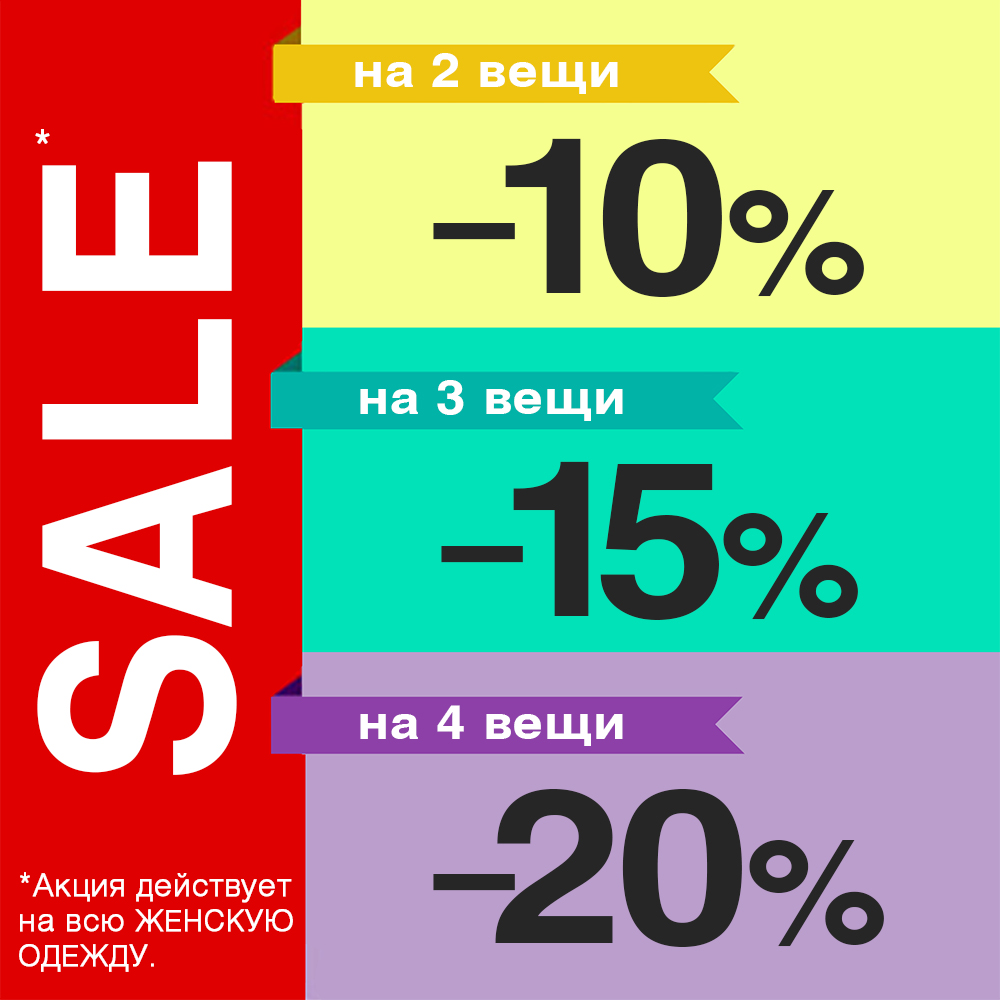 SALE*
на 2 вещи
–10%
на 3 вещи
–15%
на 4 вещи
–20%
*Акция действует
на всю ЖЕНСКУЮ
ОДЕЖДУ.